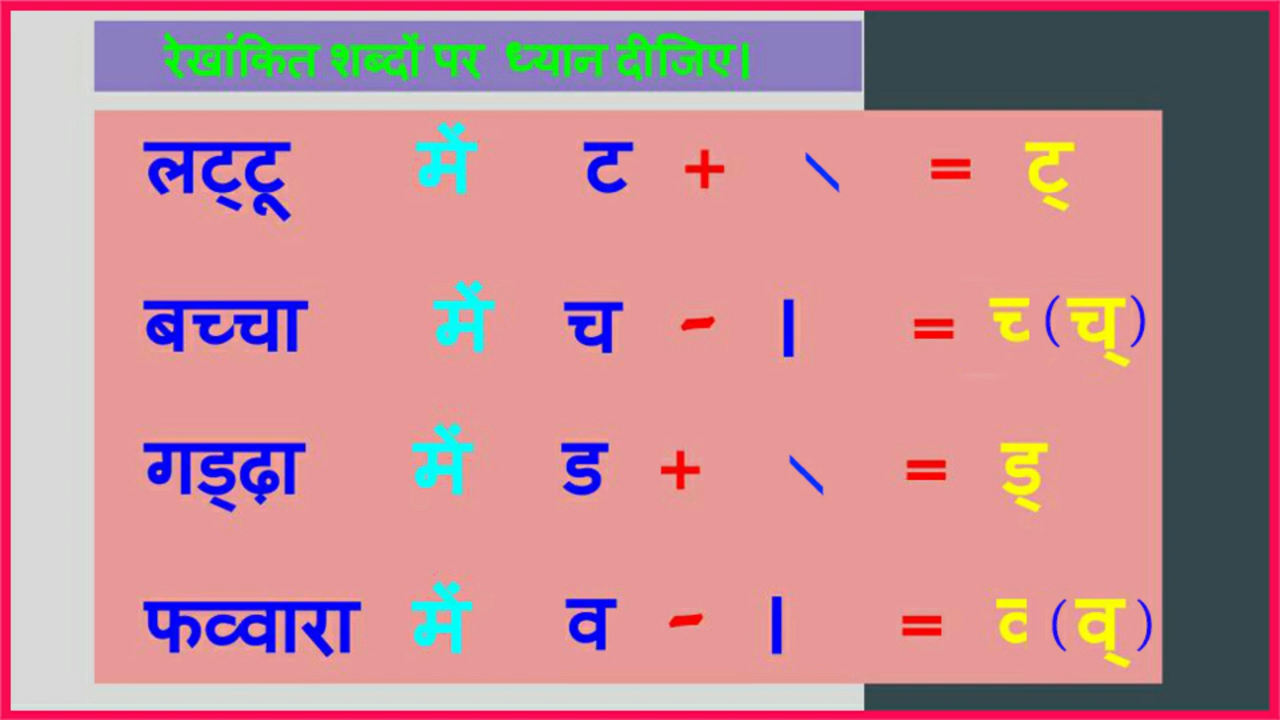 रेखांकित शब्दों पर ध्यान दीजिए।
लट्टू में ट + \ = ट्
बच्चा में च - | = च् (च्)
गड्ढ़ा में ड + \ = ड्
फव्वारा में व - | = व् (व्)